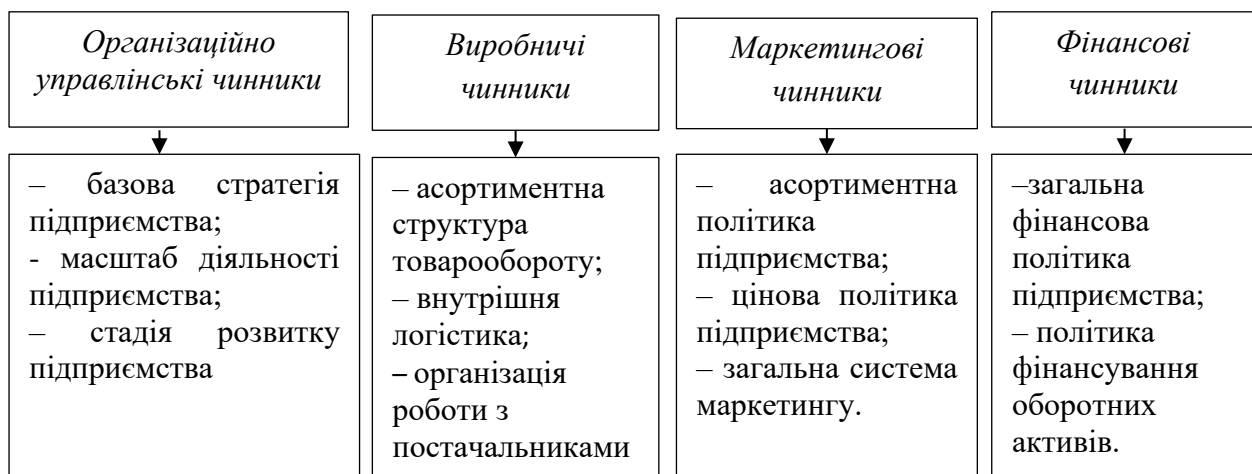 Організаційно
управлінські чинники
– базова стратегія
підприємства;
- масштаб діяльності
підприємства;
– стадія розвитку
підприємства
Виробничі
чинники
– асортиментна
структура
товарообороту;
– внутрішня
логістика;
– організація
роботи з
постачальниками
Маркетингові
чинники
– асортиментна
політика
підприємства;
– цінова політика
підприємства;
– загальна система
маркетингу.
Фінансові
чинники
–загальна
фінансова
політика
підприємства;
– політика
фінансування
оборотних
активів.